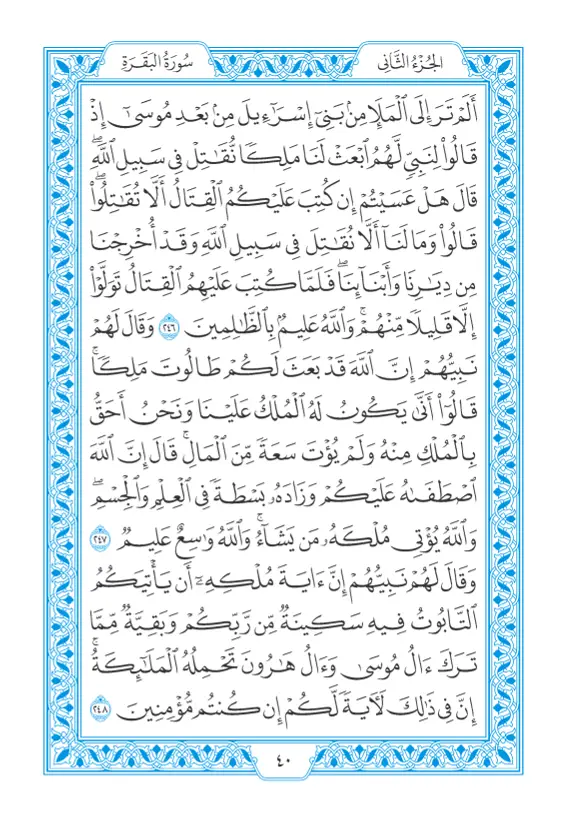 الجُزْءُ الثَّانِي
سُورَةُ البَقَرَةِ
أَلَمْ تَرَ إِلَى ٱلْمَلَإِ مِنۢ بَنِىٓ إِسْرَٰٓءِيلَ مِنۢ بَعْدِ مُوسَىٰٓ إِذْ
قَالُوا۟ لِنَبِىٍّ لَّهُمُ ٱبْعَثْ لَنَا مَلِكًا نُّقَٰتِلْ فِى سَبِيلِ ٱللَّهِۖ
قَالَ هَلْ عَسَيْتُمْ إِن كُتِبَ عَلَيْكُمُ ٱلْقِتَالُ أَلَّا تُقَٰتِلُوا۟ۖ
قَالُوا۟ وَمَا لَنَآ أَلَّا نُقَٰتِلَ فِى سَبِيلِ ٱللَّهِ وَقَدْ أُخْرِجْنَا
مِن دِيَٰرِنَا وَأَبْنَآئِنَاۖ فَلَمَّا كُتِبَ عَلَيْهِمُ ٱلْقِتَالُ تَوَلَّوْا۟
إِلَّا قَلِيلًا مِّنْهُمْۚ وَٱللَّهُ عَلِيمٌۢ بِٱلظَّٰلِمِينَ ٢٤٦ وَقَالَ لَهُمْ
نَبِيُّهُمْ إِنَّ ٱللَّهَ قَدْ بَعَثَ لَكُمْ طَالُوتَ مَلِكًاۚ
قَالُوٓا۟ أَنَّىٰ يَكُونُ لَهُ ٱلْمُلْكُ عَلَيْنَا وَنَحْنُ أَحَقُّ
بِٱلْمُلْكِ مِنْهُ وَلَمْ يُؤْتَ سَعَةً مِّنَ ٱلْمَالِۚ قَالَ إِنَّ ٱللَّهَ
ٱصْطَفَىٰهُ عَلَيْكُمْ وَزَادَهُۥ بَسْطَةً فِى ٱلْعِلْمِ وَٱلْجِسْمِۖ
وَٱللَّهُ يُؤْتِى مُلْكَهُۥ مَن يَشَآءُۚ وَٱللَّهُ وَٰسِعٌ عَلِيمٌ ٢٤٧
وَقَالَ لَهُمْ نَبِيُّهُمْ إِنَّ ءَايَةَ مُلْكِهِۦٓ أَن يَأْتِيَكُمُ
ٱلتَّابُوتُ فِيهِ سَكِينَةٌ مِّن رَّبِّكُمْ وَبَقِيَّةٌ مِّمَّا
تَرَكَ ءَالُ مُوسَىٰ وَءَالُ هَٰرُونَ تَحْمِلُهُ ٱلْمَلَٰٓئِكَةُۚ
إِنَّ فِى ذَٰلِكَ لَءَايَةً لَّكُمْ إِن كُنتُم مُّؤْمِنِينَ ٢٤٨
٤٠